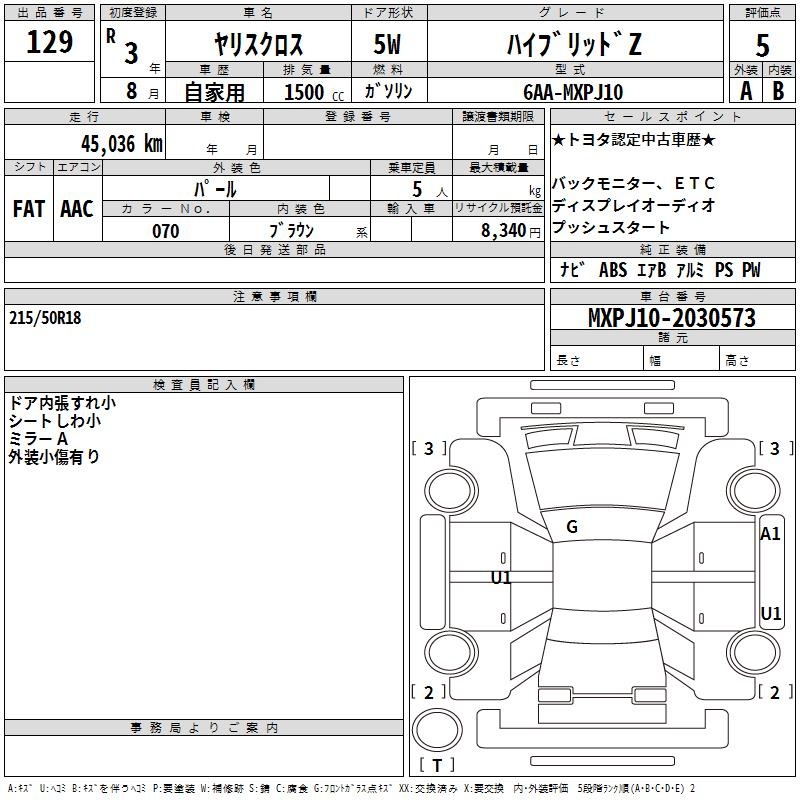 出品番号 初度登録 車名 ドア形状 グレード 評価点
129 R 3 年 ヤリスクロス 5W ハイブリッドZ 5
車歴 排気量 燃料 型式 外装 内装
8 月 自家用 1500 CC ガソリン 6AA-MXPJ10 A B
走行 車検 登録番号 譲渡書類期限 セールスポイント
45,036 km 年 月 月 日 ★トヨタ認定中古車歴★
シフト エアコン 外装色 乗車定員 最大積載量
FAT AAC パール 5 人 kg バックモニター、ETC
カラーNo. 内装色 輸入車 リサイクル預託金 ディスプレイオーディオ
070 ブラウン 系 8,340 円 プッシュスタート
後日発送部品 純正装備
ナビ ABS エアB アルミ PS PW
注意事項欄 車台番号
215/50R18 MXPJ10-2030573
諸元
長さ 幅 高さ
検査員記入欄
ドア内張すれ小
シートしわ小
ミラーA
外装小傷有り
[ 3 ] [ 3 ]
G A1
U1 U1
[ 2 ] [ 2 ]
事務局よりご案内
[ T ]
A:キズ U:ヘコミ B:キズを伴うヘコミ P:要塗装 W:補修跡 S:錆 C:腐食 G:フロントガラス点キズ XX:交換済み X:要交換 内・外装評価 5段階ランク順(A・B・C・D・E) 2